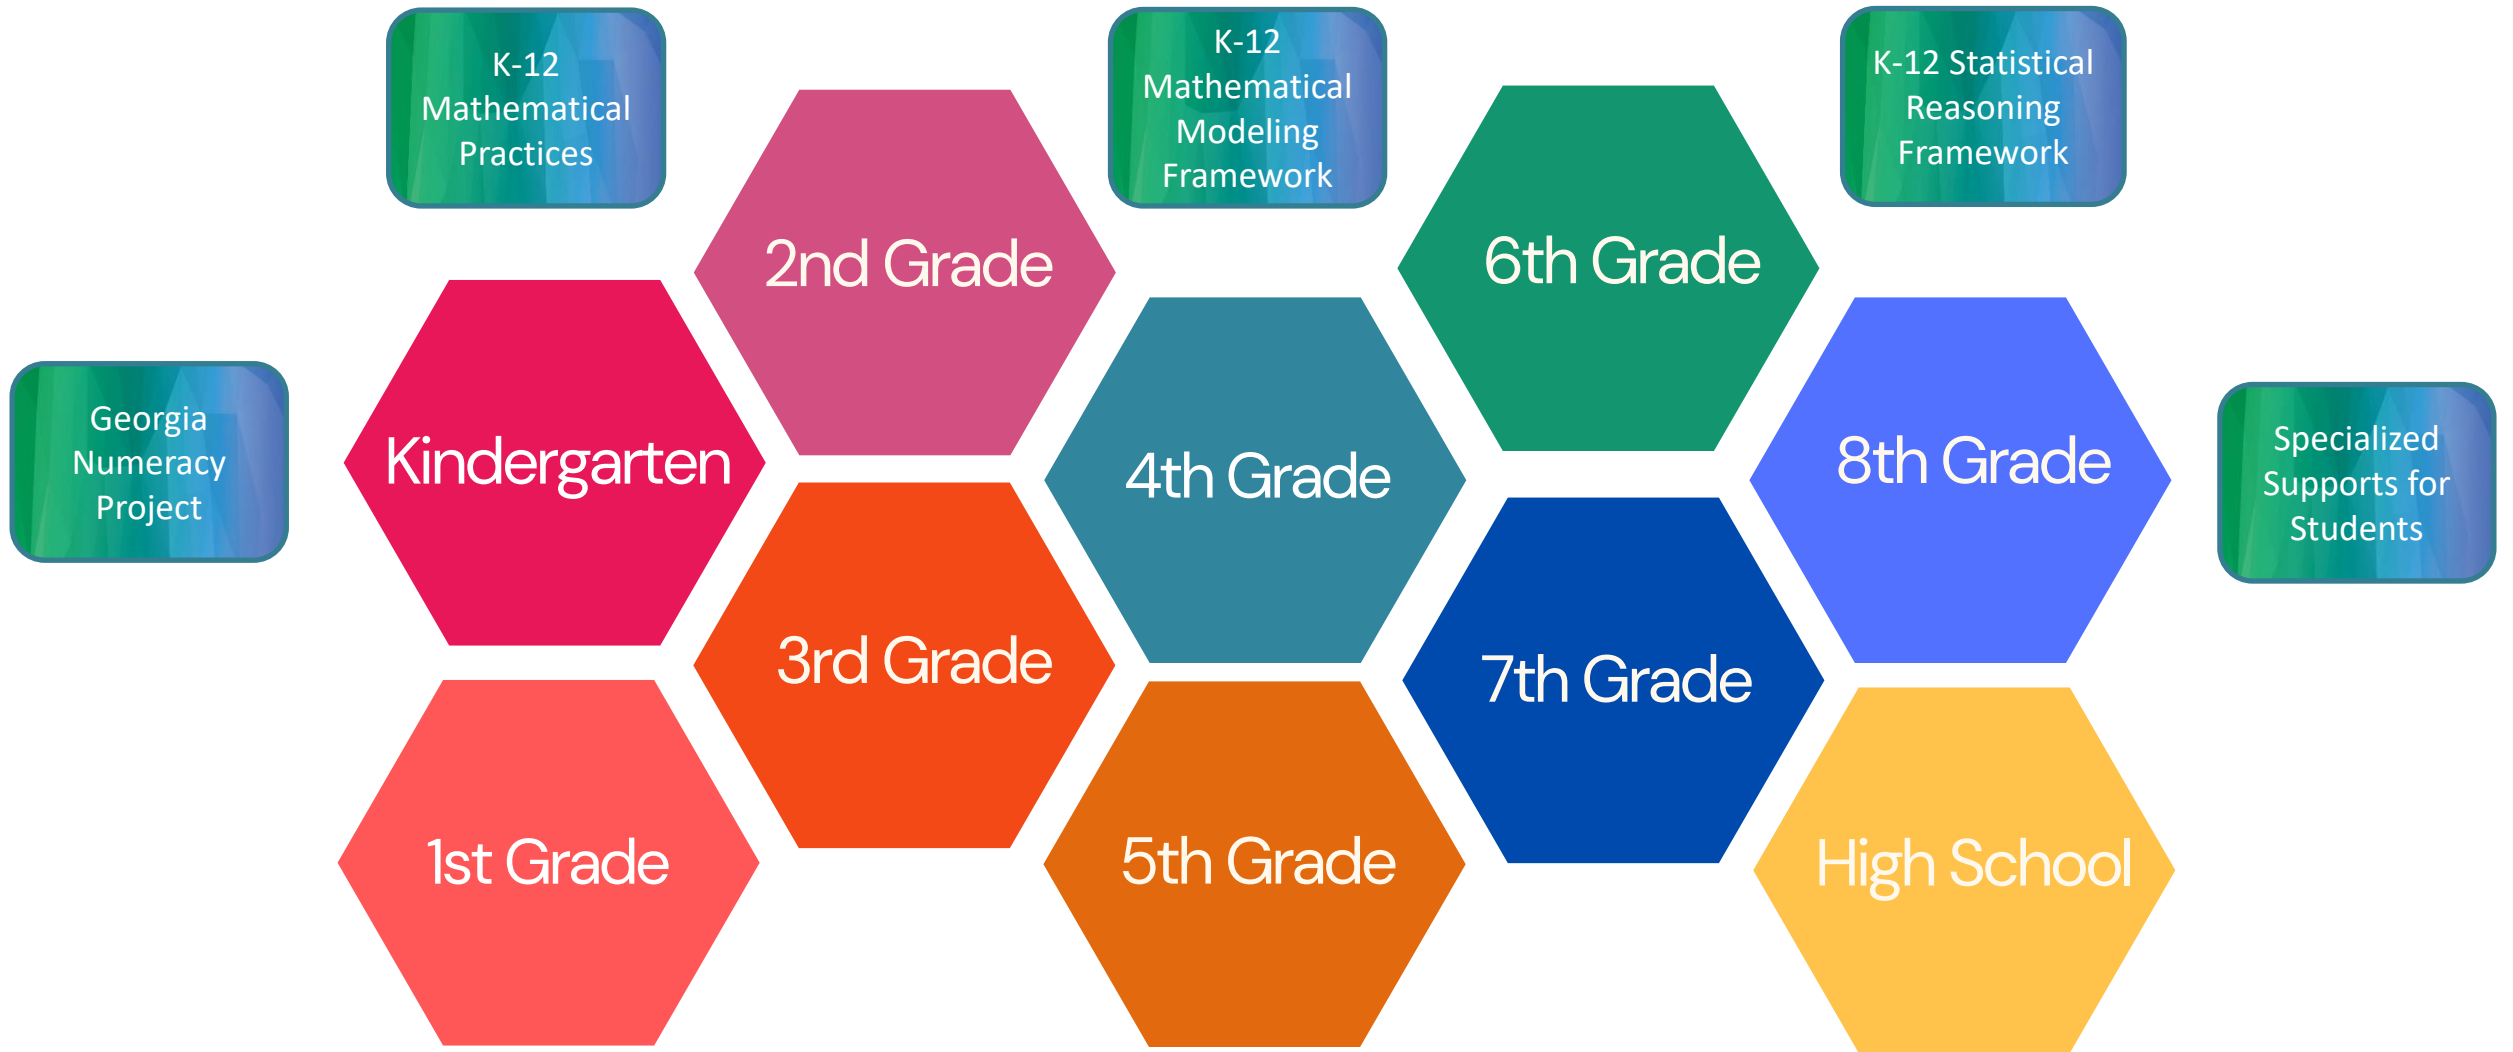 K-12
Mathematical
Practices
K-12
Mathematical
Modeling
Framework
K-12 Statistical
Reasoning
Framework
2nd Grade
6th Grade
Georgia
Numeracy
Project
Kindergarten
4th Grade
8th Grade
Specialized
Supports for
Students
3rd Grade
7th Grade
1st Grade
5th Grade
High School